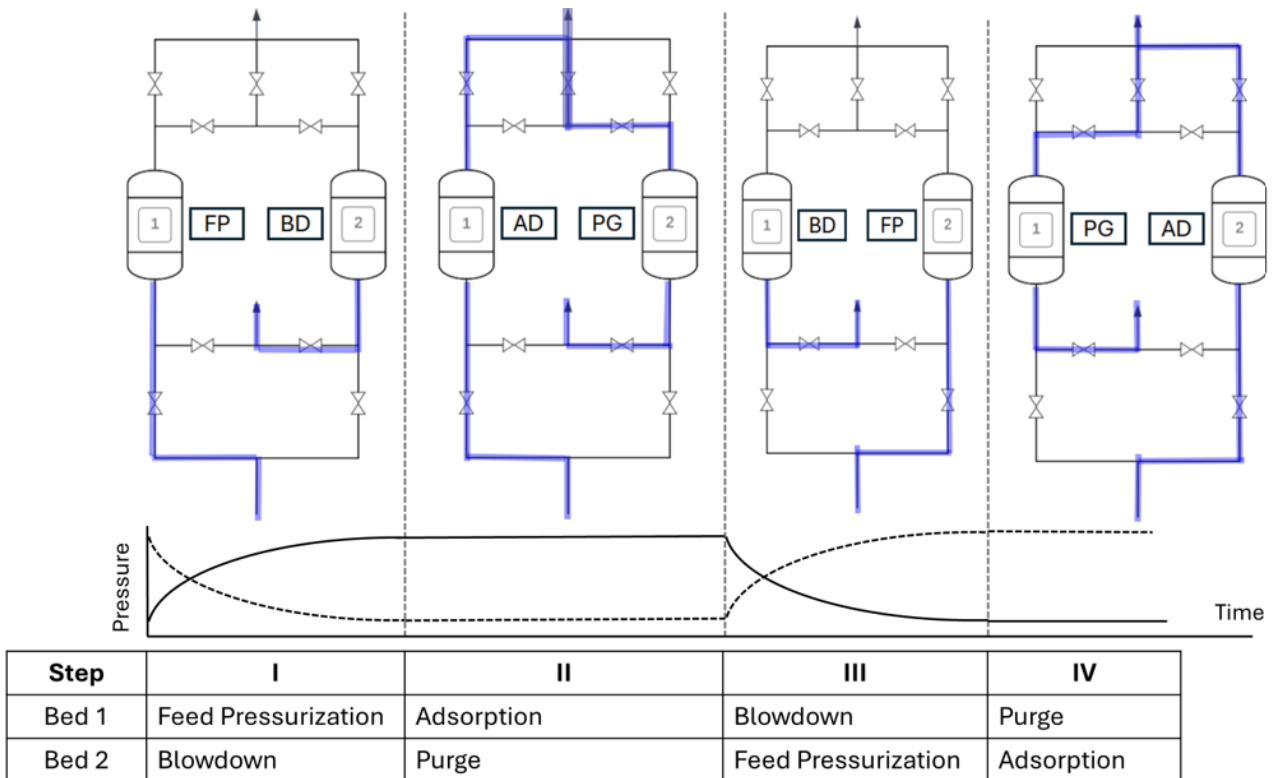 1 FP BD 2
1 AD PG 2
1 BD FP 2
1 PG AD 2
Pressure
Time
Step I II III IV
Bed 1 Feed Pressurization Adsorption Blowdown Purge
Bed 2 Blowdown Purge Feed Pressurization Adsorption